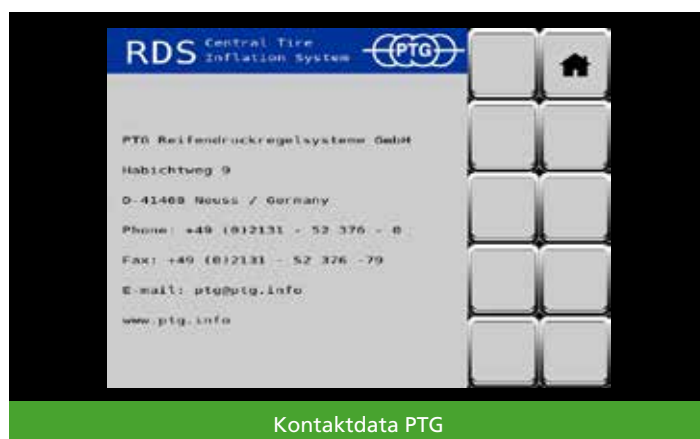 RDS Central Tire
Inflation System
PTG
PTG Reifendruckregelsysteme GmbH
Habichtweg 9
D-41468 Neuss / Germany
Phone: +49 (0)2131 - 52 376 - 0
Fax: +49 (0)2131 - 52 376 -79
E-mail: ptg@ptg.info
www.ptg.info
Kontaktdata PTG